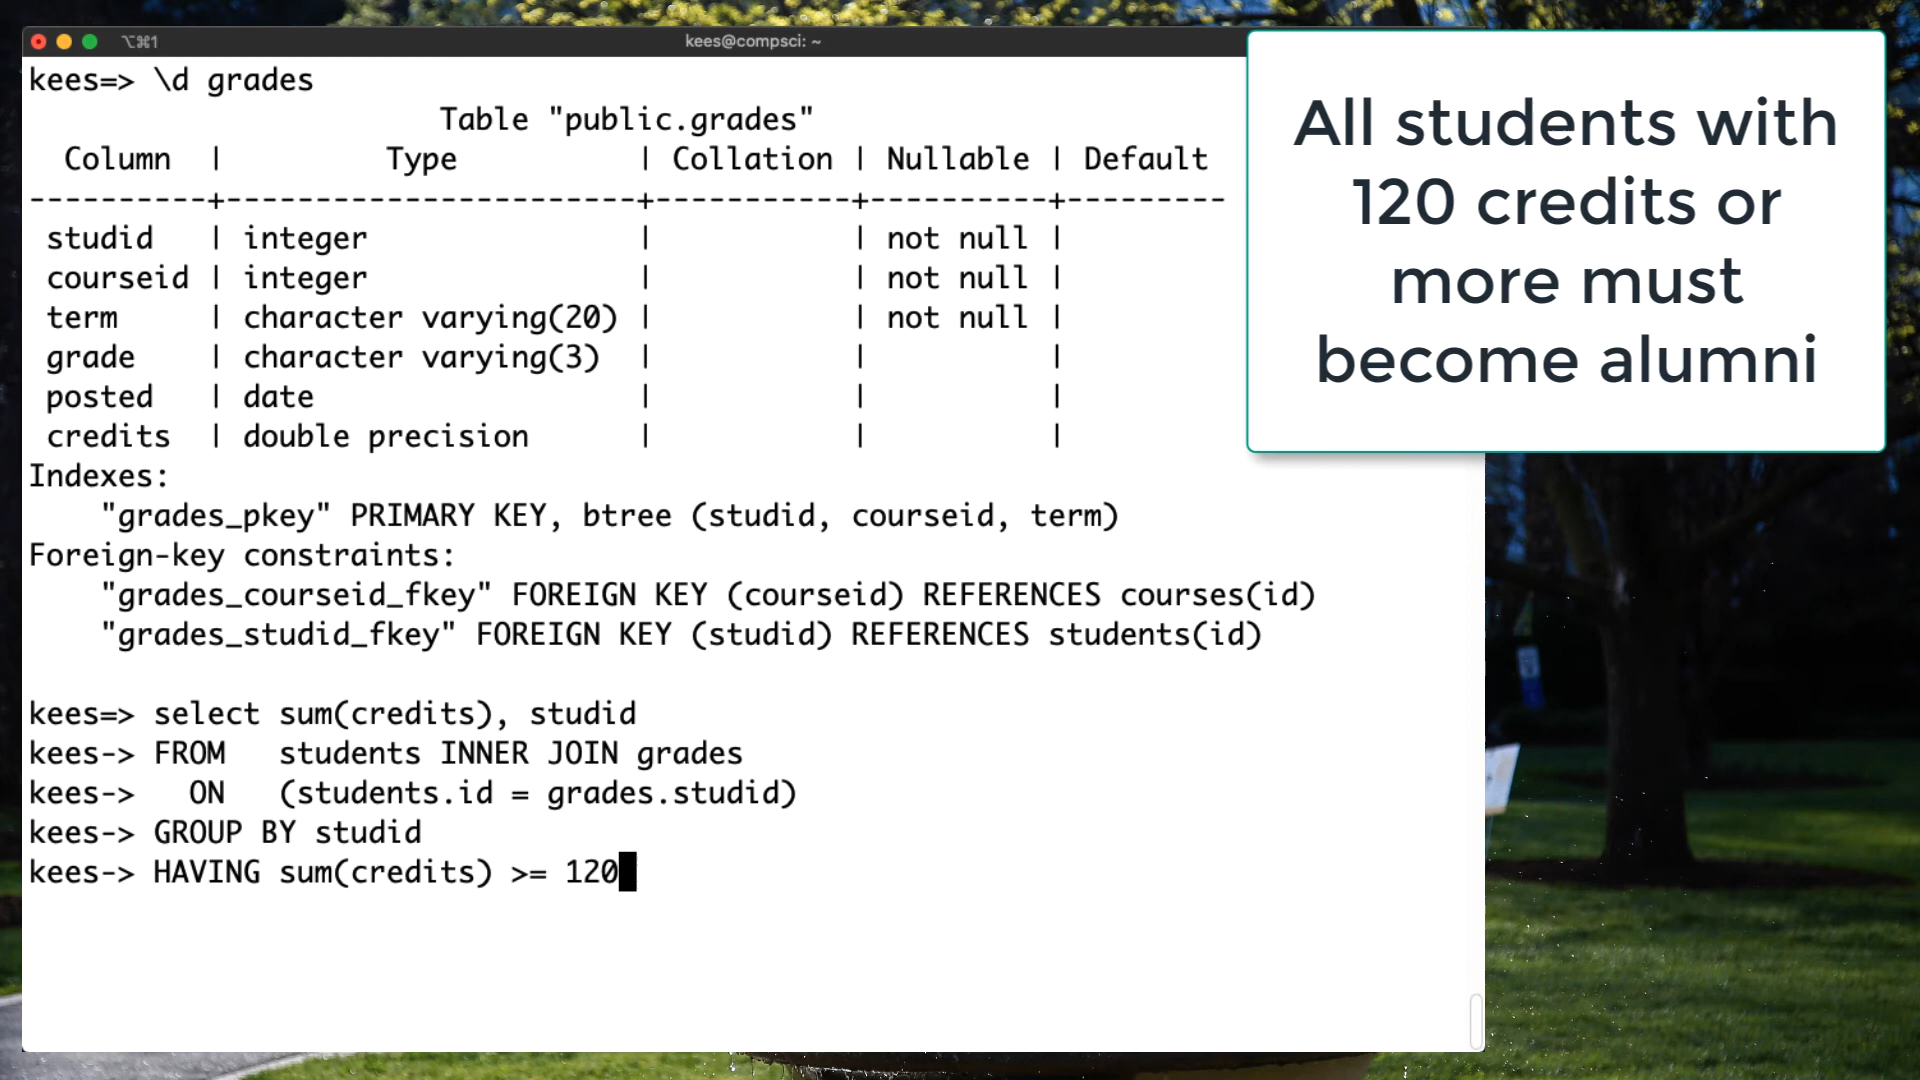 ⌥⌘1
kees@compsci: ~
kees=> \d grades
Table "public.grades"
Column | Type | Collation | Nullable | Default
----------+-----------------------+-----------+----------+---------
studid | integer | | not null |
courseid | integer | | not null |
term | character varying(20) | | not null |
grade | character varying(3) | | |
posted | date | | |
credits | double precision | | |
Indexes:
"grades_pkey" PRIMARY KEY, btree (studid, courseid, term)
Foreign-key constraints:
"grades_courseid_fkey" FOREIGN KEY (courseid) REFERENCES courses(id)
"grades_studid_fkey" FOREIGN KEY (studid) REFERENCES students(id)
kees=> select sum(credits), studid
kees-> FROM students INNER JOIN grades
kees-> ON (students.id = grades.studid)
kees-> GROUP BY studid
kees-> HAVING sum(credits) >= 120
All students with
120 credits or
more must
become alumni